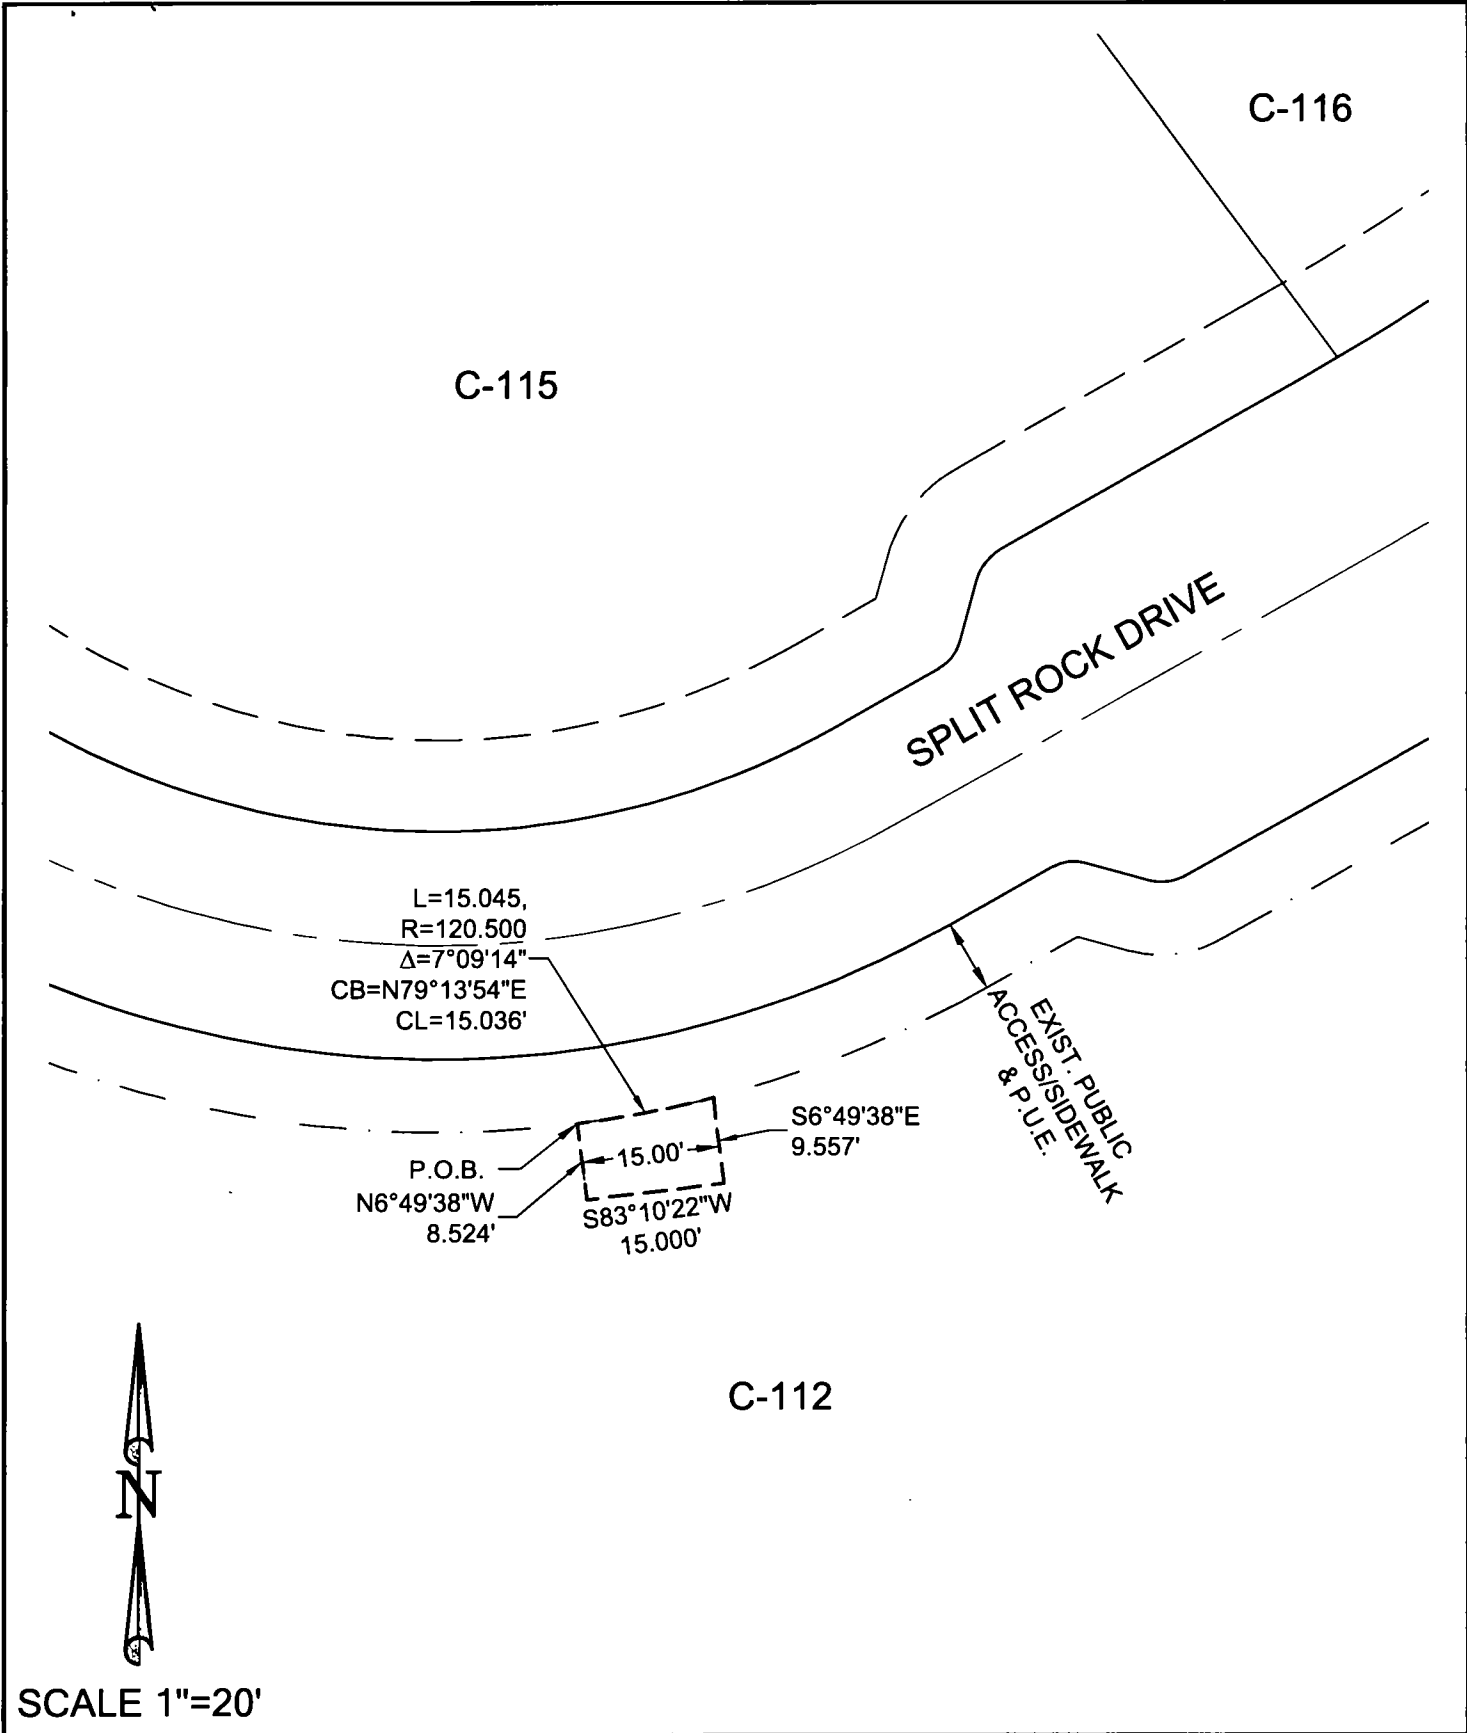 C-116
C-115
SPLIT ROCK DRIVE
L=15.045,
R=120.500
Δ=7°09'14"
CB=N79°13'54"E
CL=15.036'
EXIST. PUBLIC
ACCESS/SIDEWALK
& P.U.E.
S6°49'38"E
9.557'
15.00'
P.O.B.
N6°49'38"W
8.524'
S83°10'22"W
15.000'
C-112
N
SCALE 1"=20'